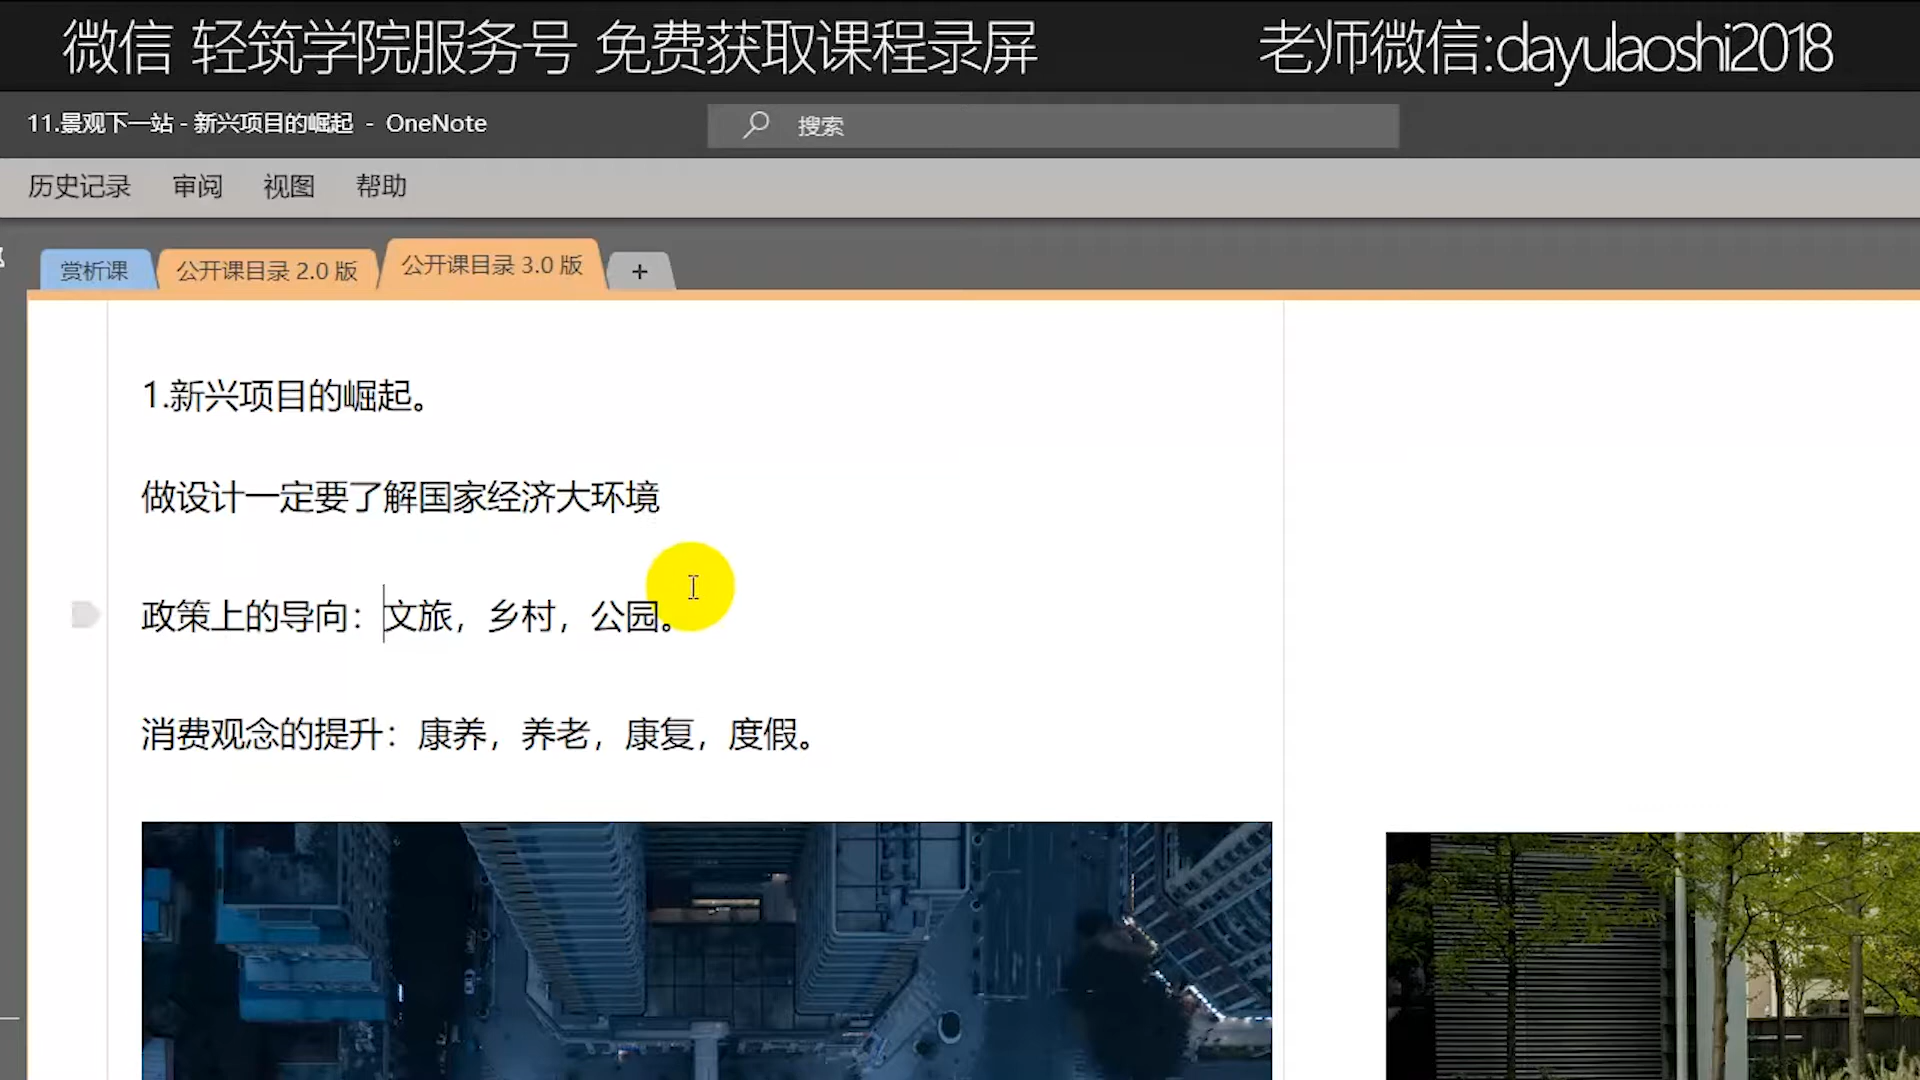 微信 轻筑学院服务号 免费获取课程录屏
老师微信:dayulaoshi2018
11.景观下一站 - 新兴项目的崛起 - OneNote
搜索
历史记录 审阅 视图 帮助
赏析课 公开课目录 2.0 版 公开课目录 3.0 版 +
1.新兴项目的崛起。
做设计一定要了解国家经济大环境
政策上的导向：文旅，乡村，公园。
消费观念的提升：康养，养老，康复，度假。